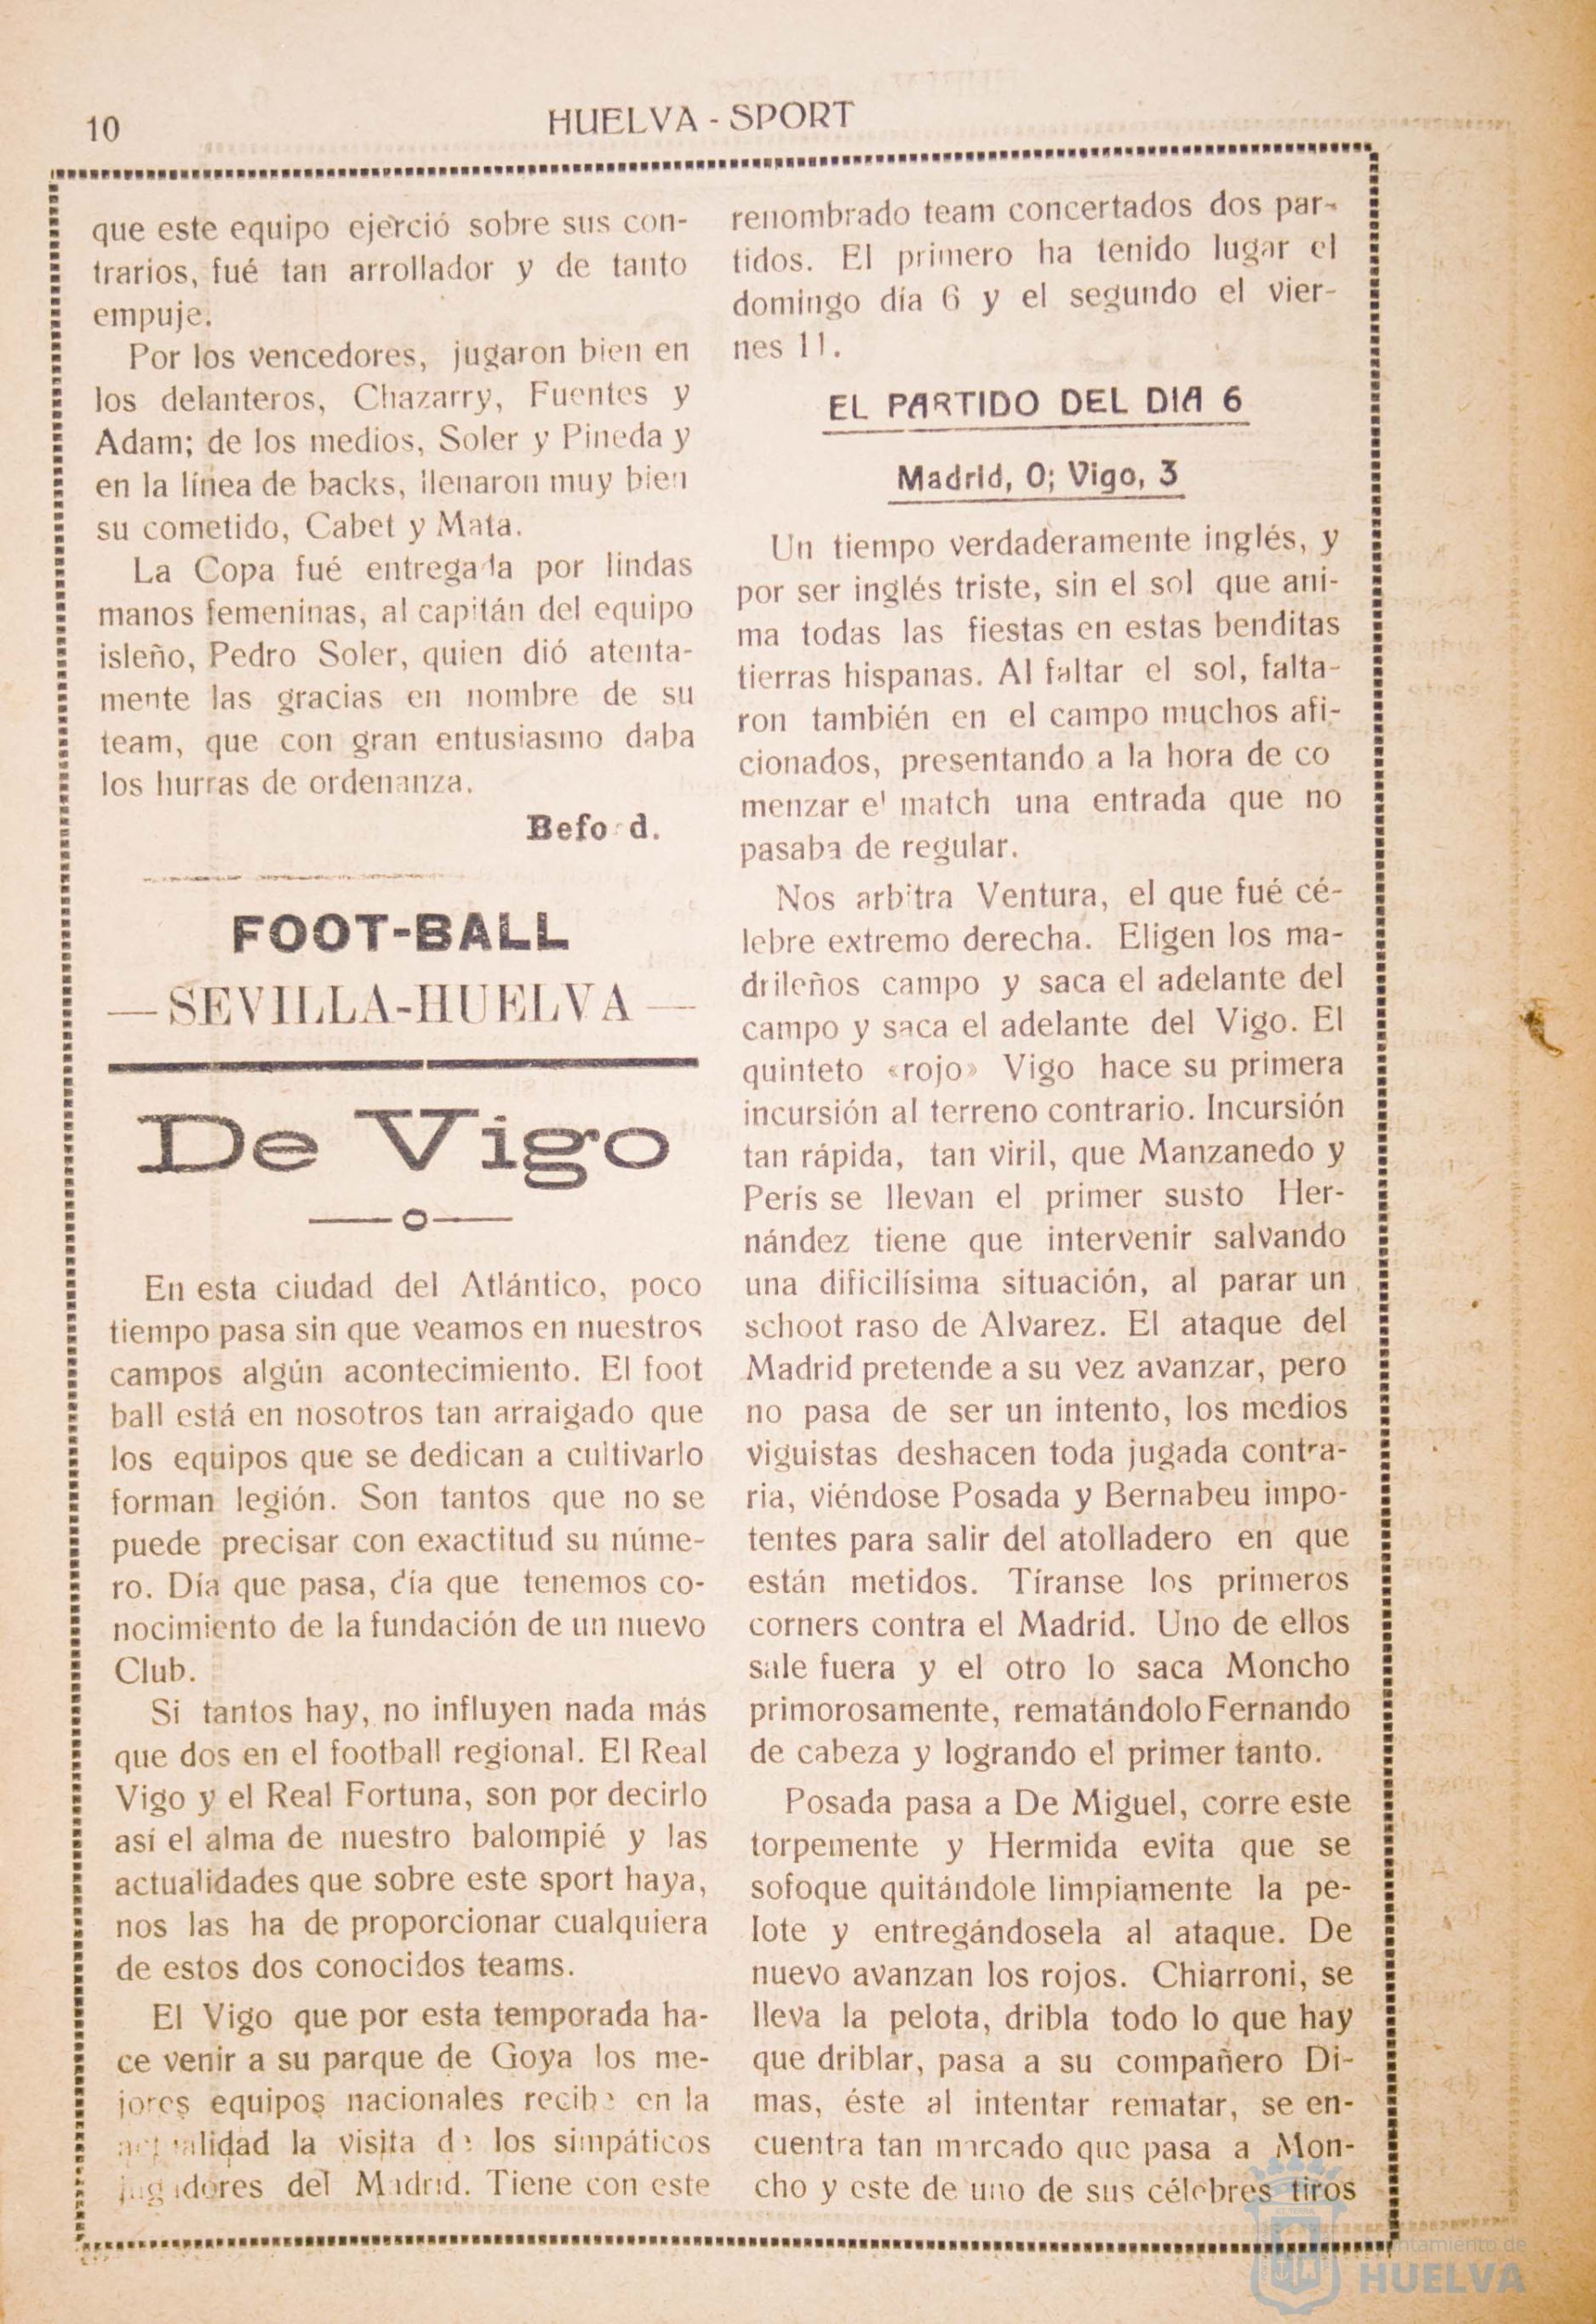 10
HUELVA - SPORT
que este equipo ejerció sobre sus con-
trarios, fué tan arrollador y de tanto
empuje.
Por los vencedores, jugaron bien en
los delanteros, Chazarry, Fuentes y
Adam; de los medios, Soler y Pineda y
en la línea de backs, llenaron muy bien
su cometido, Cabet y Mata.
La Copa fué entregada por lindas
manos femeninas, al capitán del equipo
isleño, Pedro Soler, quien dió atenta-
mente las gracias en nombre de su
team, que con gran entusiasmo daba
los hurras de ordenanza.
Befo d.
FOOT-BALL
— SEVILLA-HUELVA —
De Vigo
En esta ciudad del Atlántico, poco
tiempo pasa sin que veamos en nuestros
campos algún acontecimiento. El foot
ball está en nosotros tan arraigado que
los equipos que se dedican a cultivarlo
forman legión. Son tantos que no se
puede precisar con exactitud su núme-
ro. Día que pasa, día que tenemos co-
nocimiento de la fundación de un nuevo
Club.
Si tantos hay, no influyen nada más
que dos en el football regional. El Real
Vigo y el Real Fortuna, son por decirlo
así el alma de nuestro balompié y las
actualidades que sobre este sport haya,
nos las ha de proporcionar cualquiera
de estos dos conocidos teams.
El Vigo que por esta temporada ha-
ce venir a su parque de Goya los me-
jores equipos nacionales recibe en la
actualidad la visita de los simpáticos
jugadores del Madrid. Tiene con este
renombrado team concertados dos par-
tidos. El primero ha tenido lugar el
domingo día 6 y el segundo el vier-
nes 11.
EL PARTIDO DEL DIA 6
Madrid, 0; Vigo, 3
Un tiempo verdaderamente inglés, y
por ser inglés triste, sin el sol que ani-
ma todas las fiestas en estas benditas
tierras hispanas. Al faltar el sol, falta-
ron también en el campo muchos afi-
cionados, presentando a la hora de co
menzar el match una entrada que no
pasaba de regular.
Nos arbitra Ventura, el que fué cé-
lebre extremo derecha. Eligen los ma-
drileños campo y saca el adelante del
campo y saca el adelante del Vigo. El
quinteto «rojo» Vigo hace su primera
incursión al terreno contrario. Incursión
tan rápida, tan viril, que Manzanedo y
Perís se llevan el primer susto Her-
nández tiene que intervenir salvando
una dificilísima situación, al parar un
schoot raso de Alvarez. El ataque del
Madrid pretende a su vez avanzar, pero
no pasa de ser un intento, los medios
viguistas deshacen toda jugada contra-
ria, viéndose Posada y Bernabeu impo-
tentes para salir del atolladero en que
están metidos. Tíranse los primeros
corners contra el Madrid. Uno de ellos
sale fuera y el otro lo saca Moncho
primorosamente, rematándolo Fernando
de cabeza y logrando el primer tanto.
Posada pasa a De Miguel, corre este
torpemente y Hermida evita que se
sofoque quitándole limpiamente la pe-
lote y entregándosela al ataque. De
nuevo avanzan los rojos. Chiarroni, se
lleva la pelota, dribla todo lo que hay
que driblar, pasa a su compañero Di-
mas, éste al intentar rematar, se en-
cuentra tan marcado que pasa a Mon-
cho y este de uno de sus célebres tiros
Ayuntamiento de
HUELVA